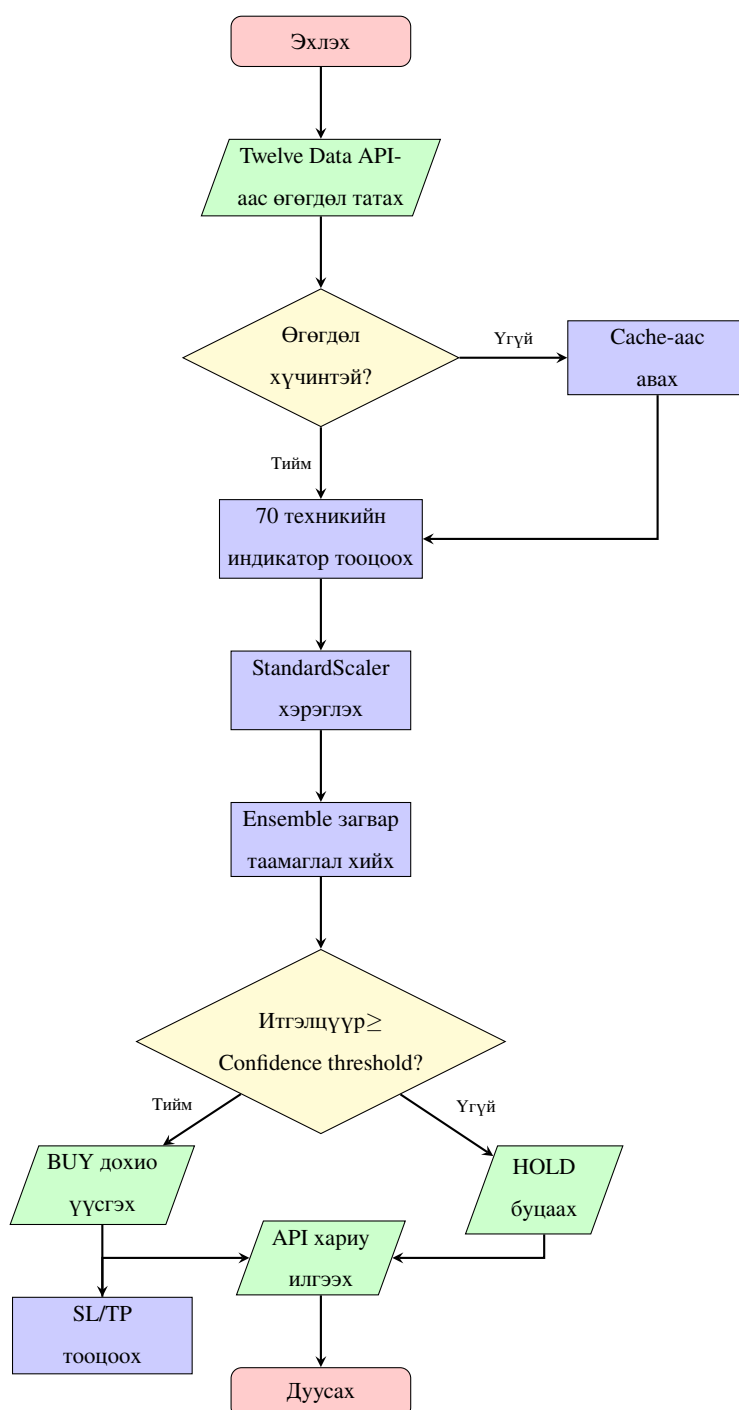 Эхлэх
Twelve Data API-
аас өгөгдөл татах
Өгөгдөл
хүчинтэй?
Үгүй
Cache-аас
авах
Тийм
70 техникийн
индикатор тооцоох
StandardScaler
хэрэглэх
Ensemble загвар
таамаглал хийх
Итгэлцүүр≥
Confidence threshold?
Тийм
Үгүй
BUY дохио
үүсгэх
HOLD
буцаах
API хариу
илгээх
SL/TP
тооцоох
Дуусах